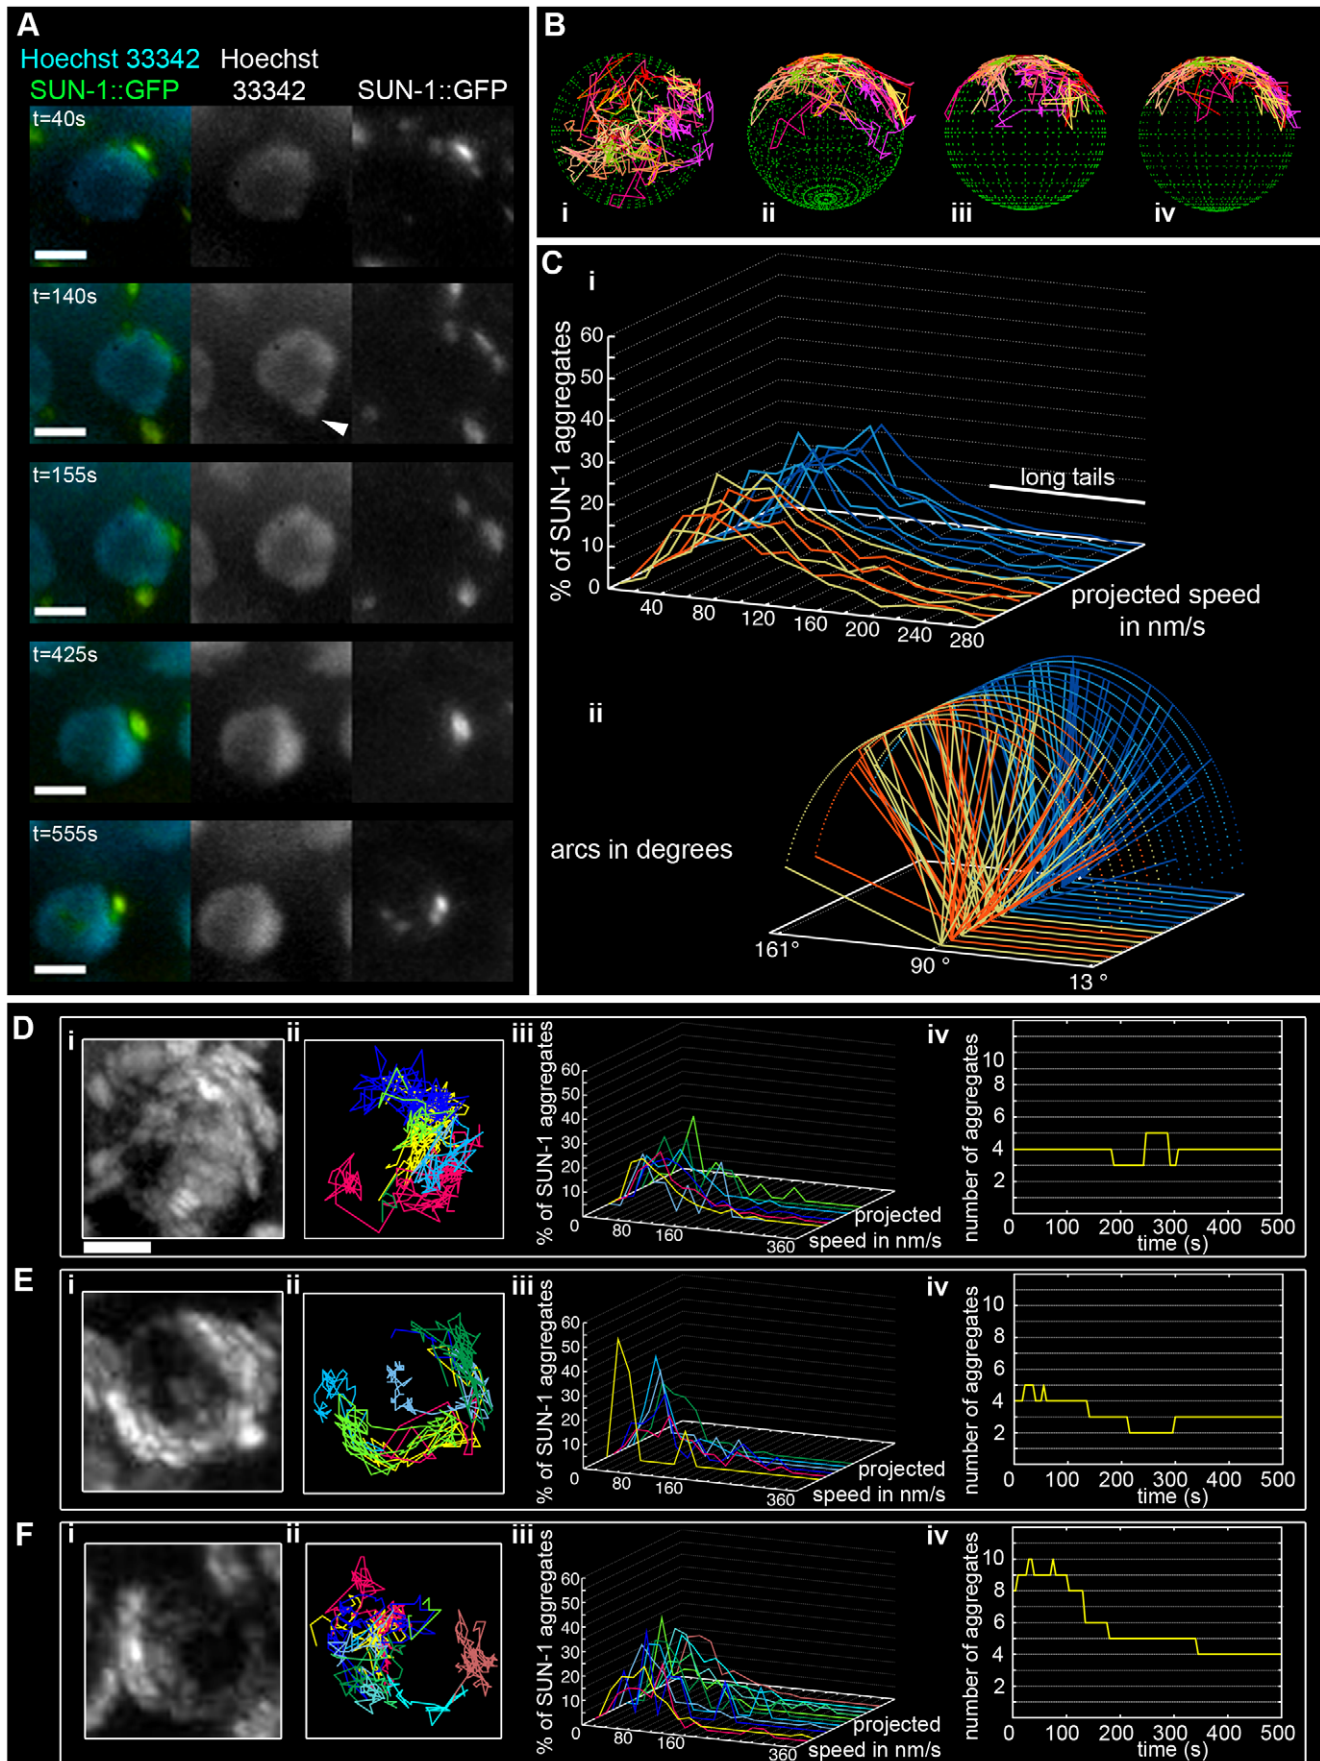 A
Hoechst 33342 Hoechst
SUN-1::GFP 33342 SUN-1::GFP
t=40s
t=140s
t=155s
t=425s
t=555s
B
i ii iii iv
C
i
% of SUN-1 aggregates
60
50
40
30
20
10
0
40 80 120 160 200 240 280
long tails
projected speed
in nm/s
ii
arcs in degrees
161°
90 °
13 °
D
i ii iii iv
% of SUN-1 aggregates
60
50
40
30
20
10
0
80
160
360
projected
speed in nm/s
number of aggregates
10
8
6
4
2
0 100 200 300 400 500
time (s)
E
i ii iii iv
% of SUN-1 aggregates
60
50
40
30
20
10
0
80
160
360
projected
speed in nm/s
number of aggregates
10
8
6
4
2
0 100 200 300 400 500
time (s)
F
i ii iii iv
% of SUN-1 aggregates
60
50
40
30
20
10
0
80
160
360
projected
speed in nm/s
number of aggregates
10
8
6
4
2
0 100 200 300 400 500
time (s)